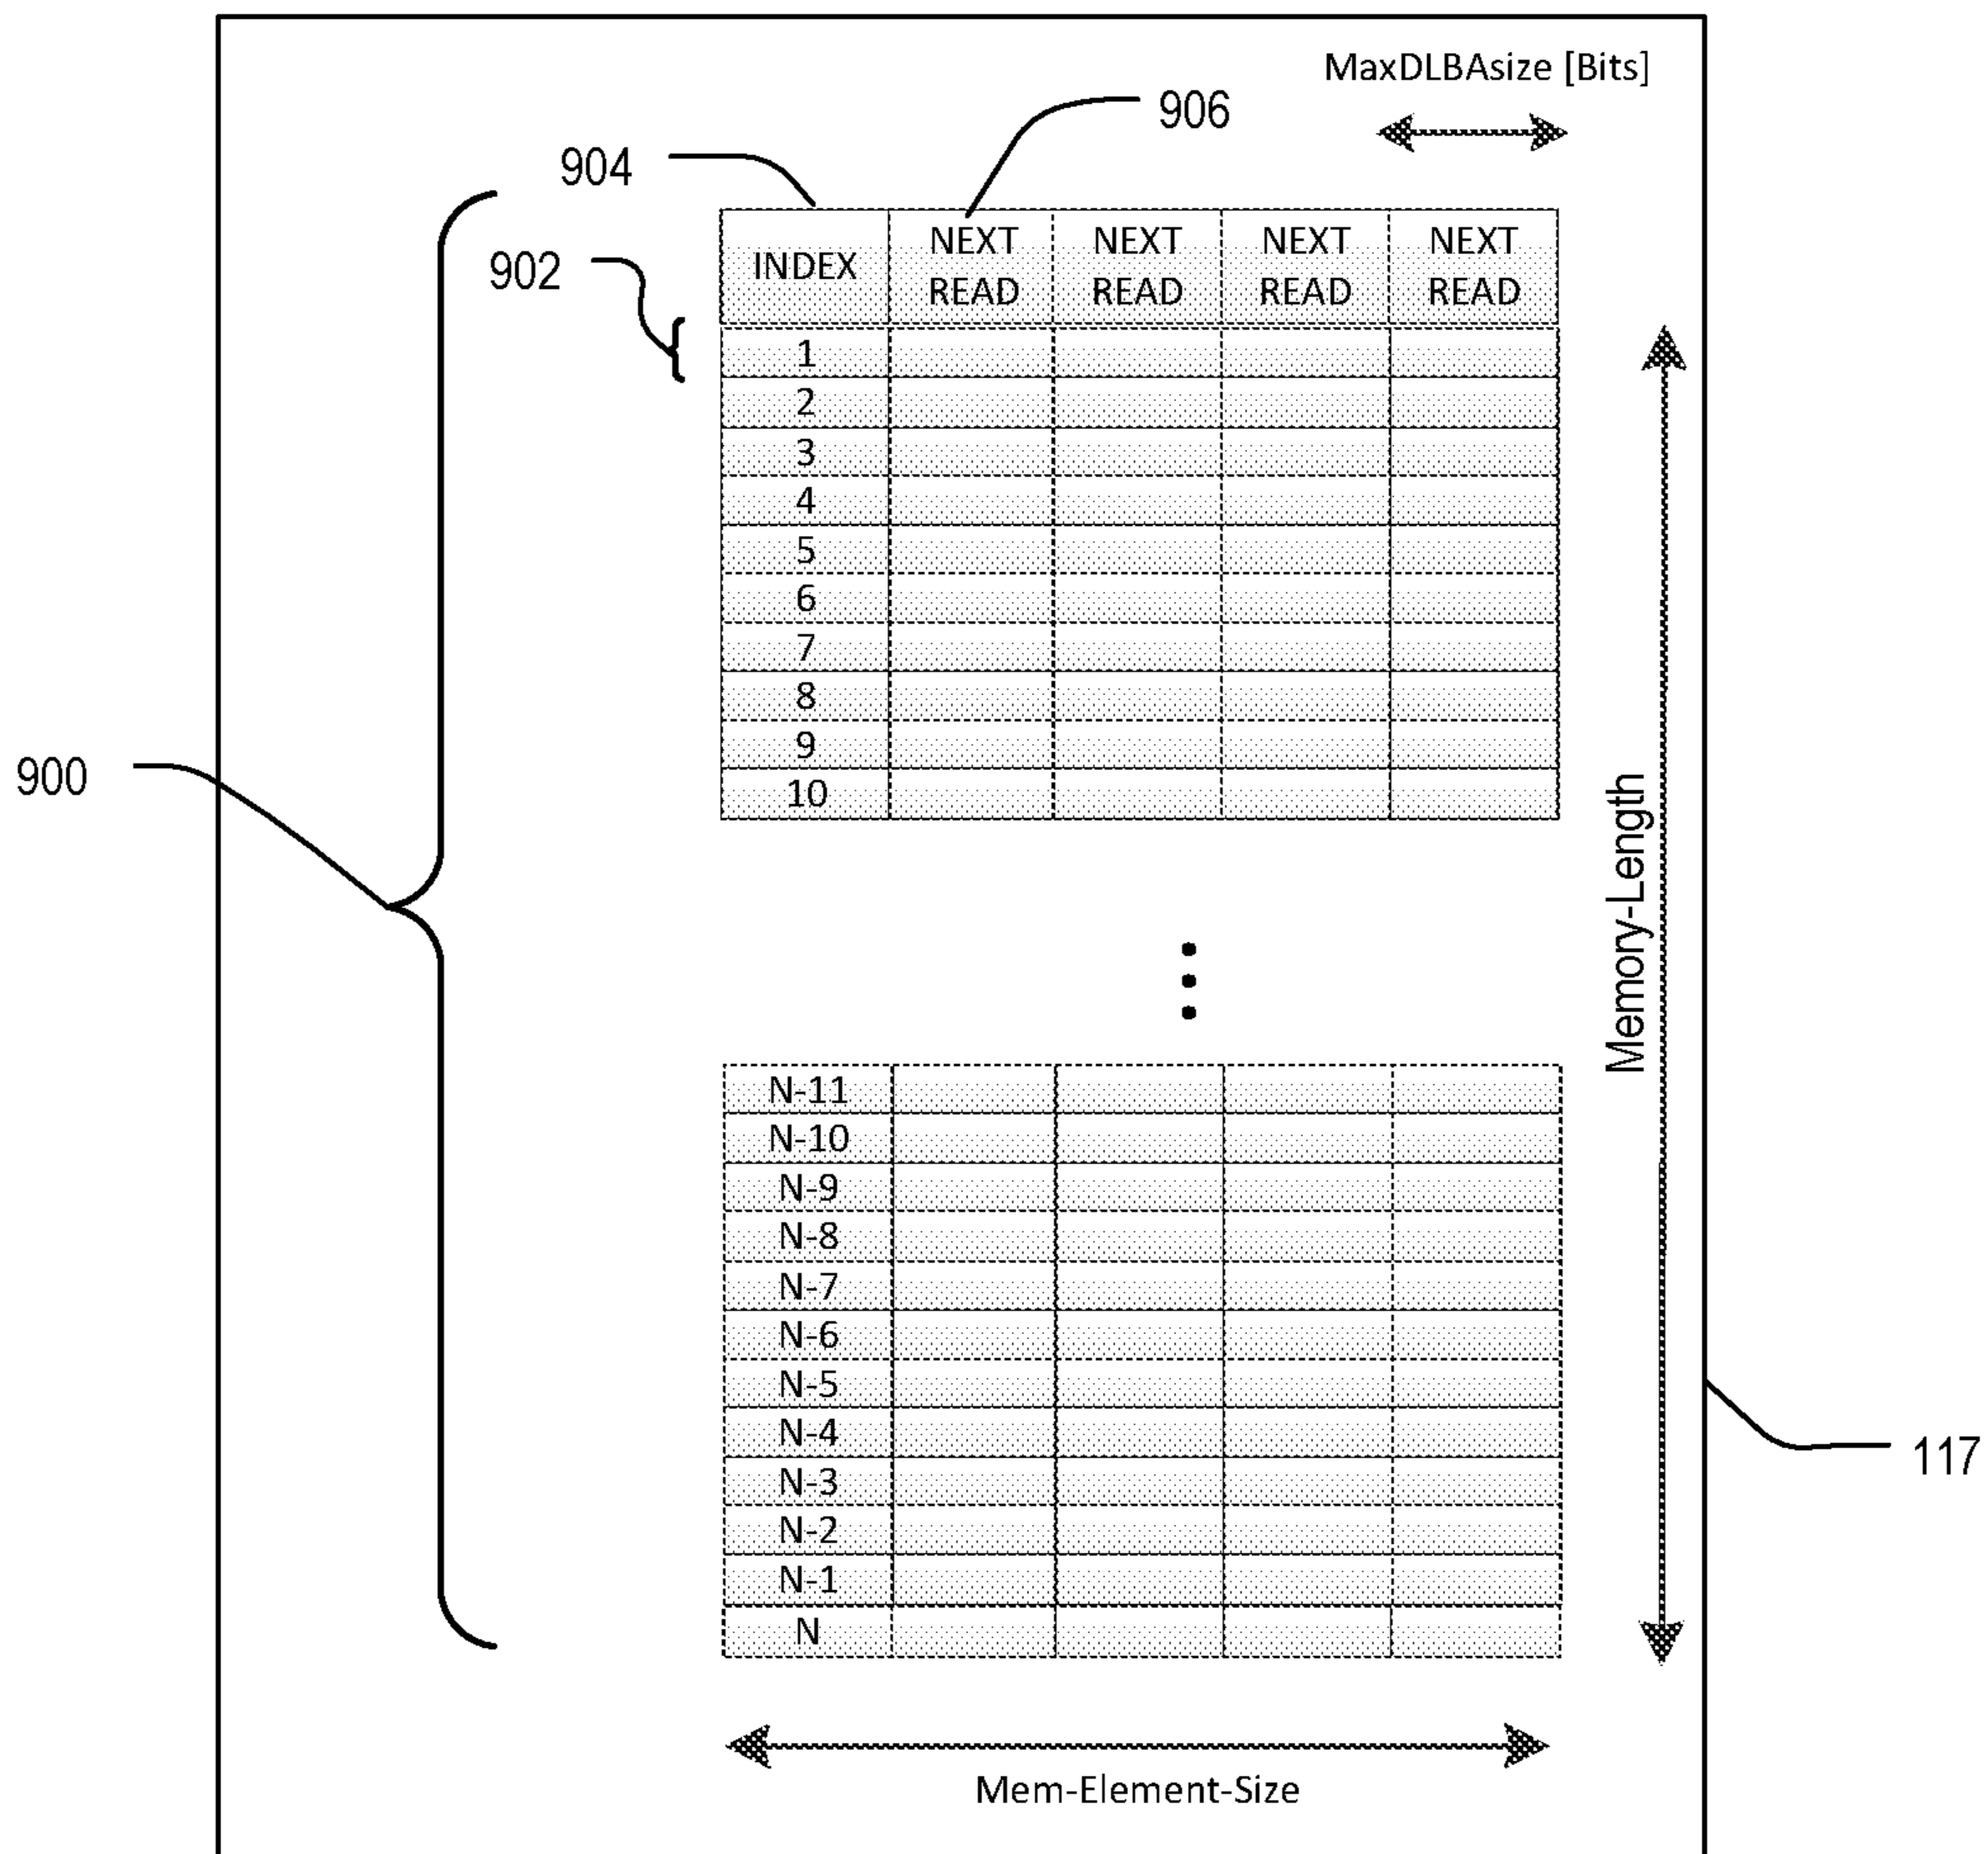 MaxDLBAsize [Bits]
906
904
902
INDEX NEXT READ NEXT READ NEXT READ NEXT READ
1
2
3
4
5
6
7
8
9
10
900
Memory-Length
N-11
N-10
N-9
N-8
N-7
N-6
N-5
N-4
N-3
N-2
N-1
N
117
Mem-Element-Size